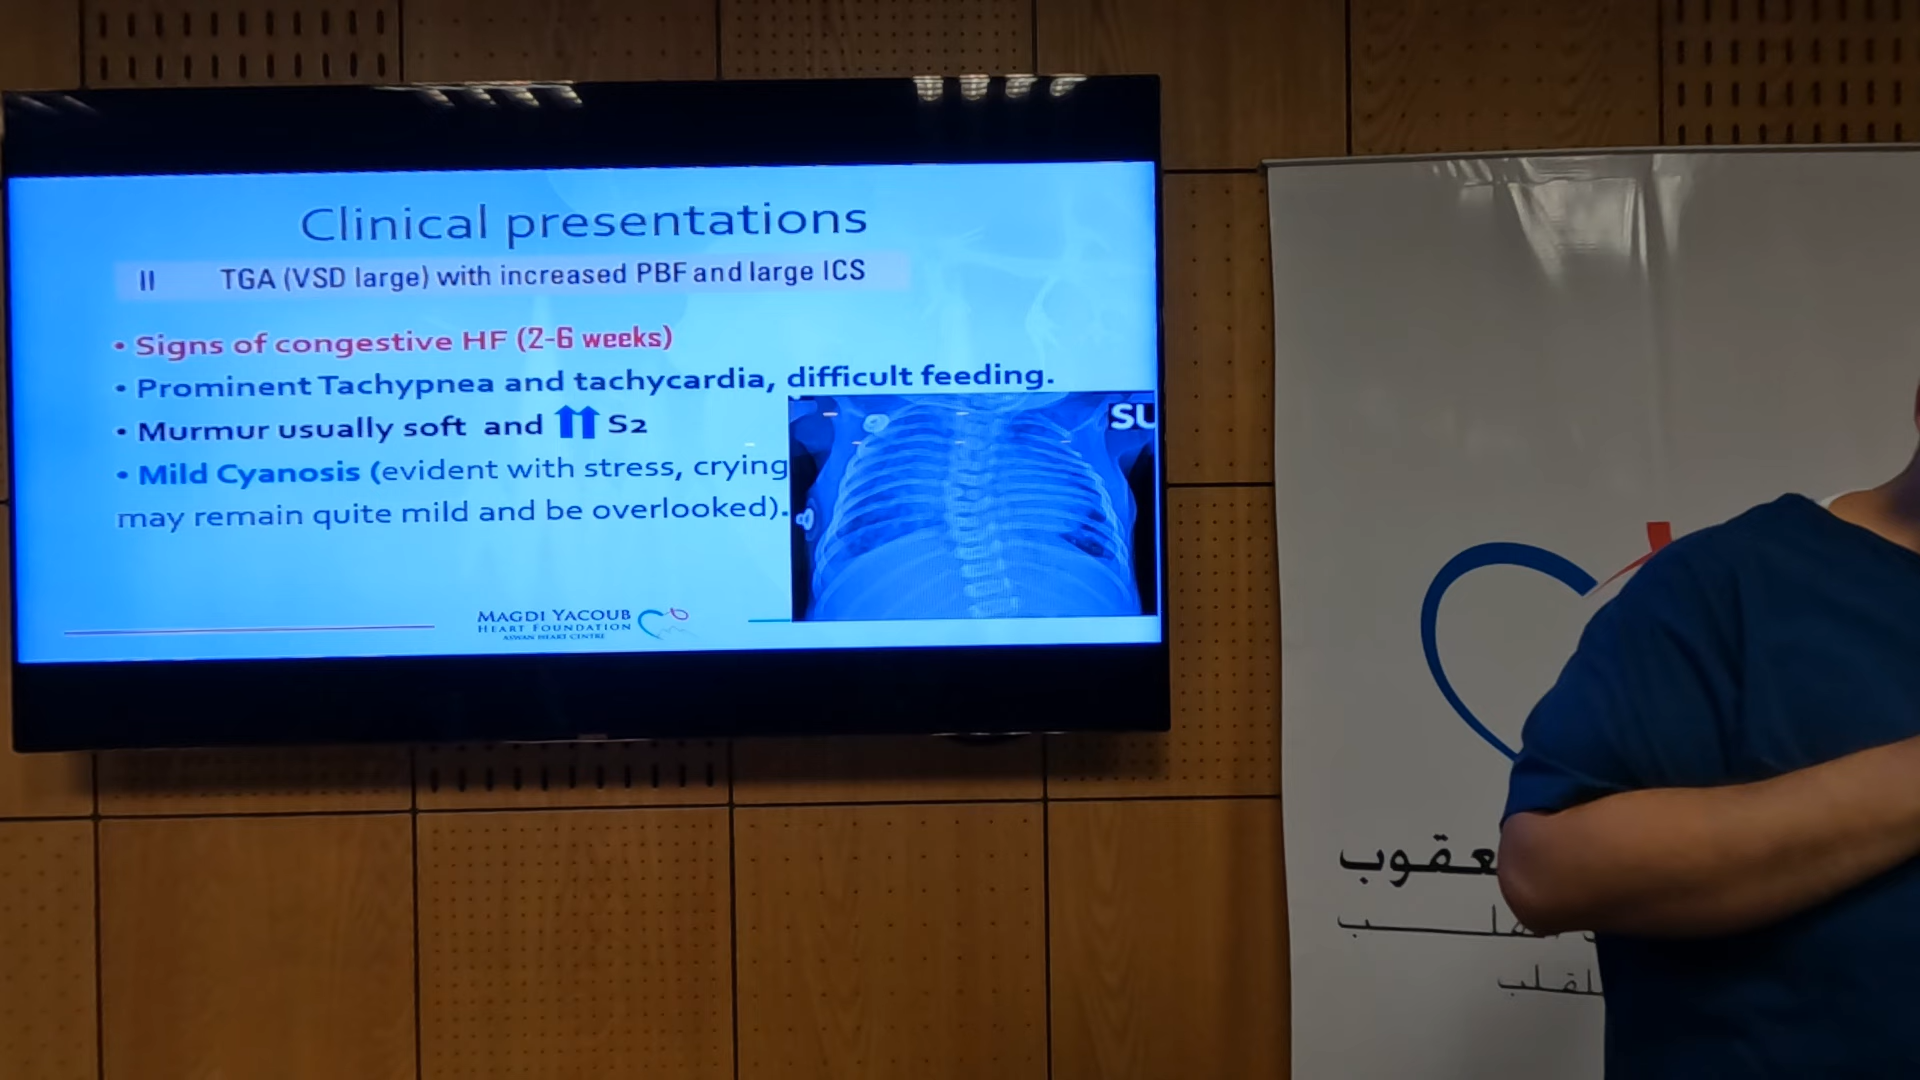 Clinical presentations
II TGA (VSD large) with increased PBF and large ICS
• Signs of congestive HF (2-6 weeks)
• Prominent Tachypnea and tachycardia, difficult feeding.
• Murmur usually soft and ⬆⬆ S2
• Mild Cyanosis (evident with stress, crying
may remain quite mild and be overlooked).
SU
MAGDI YACOUB
HEART FOUNDATION
ASWAN HEART CENTRE
عقوب
للقلب